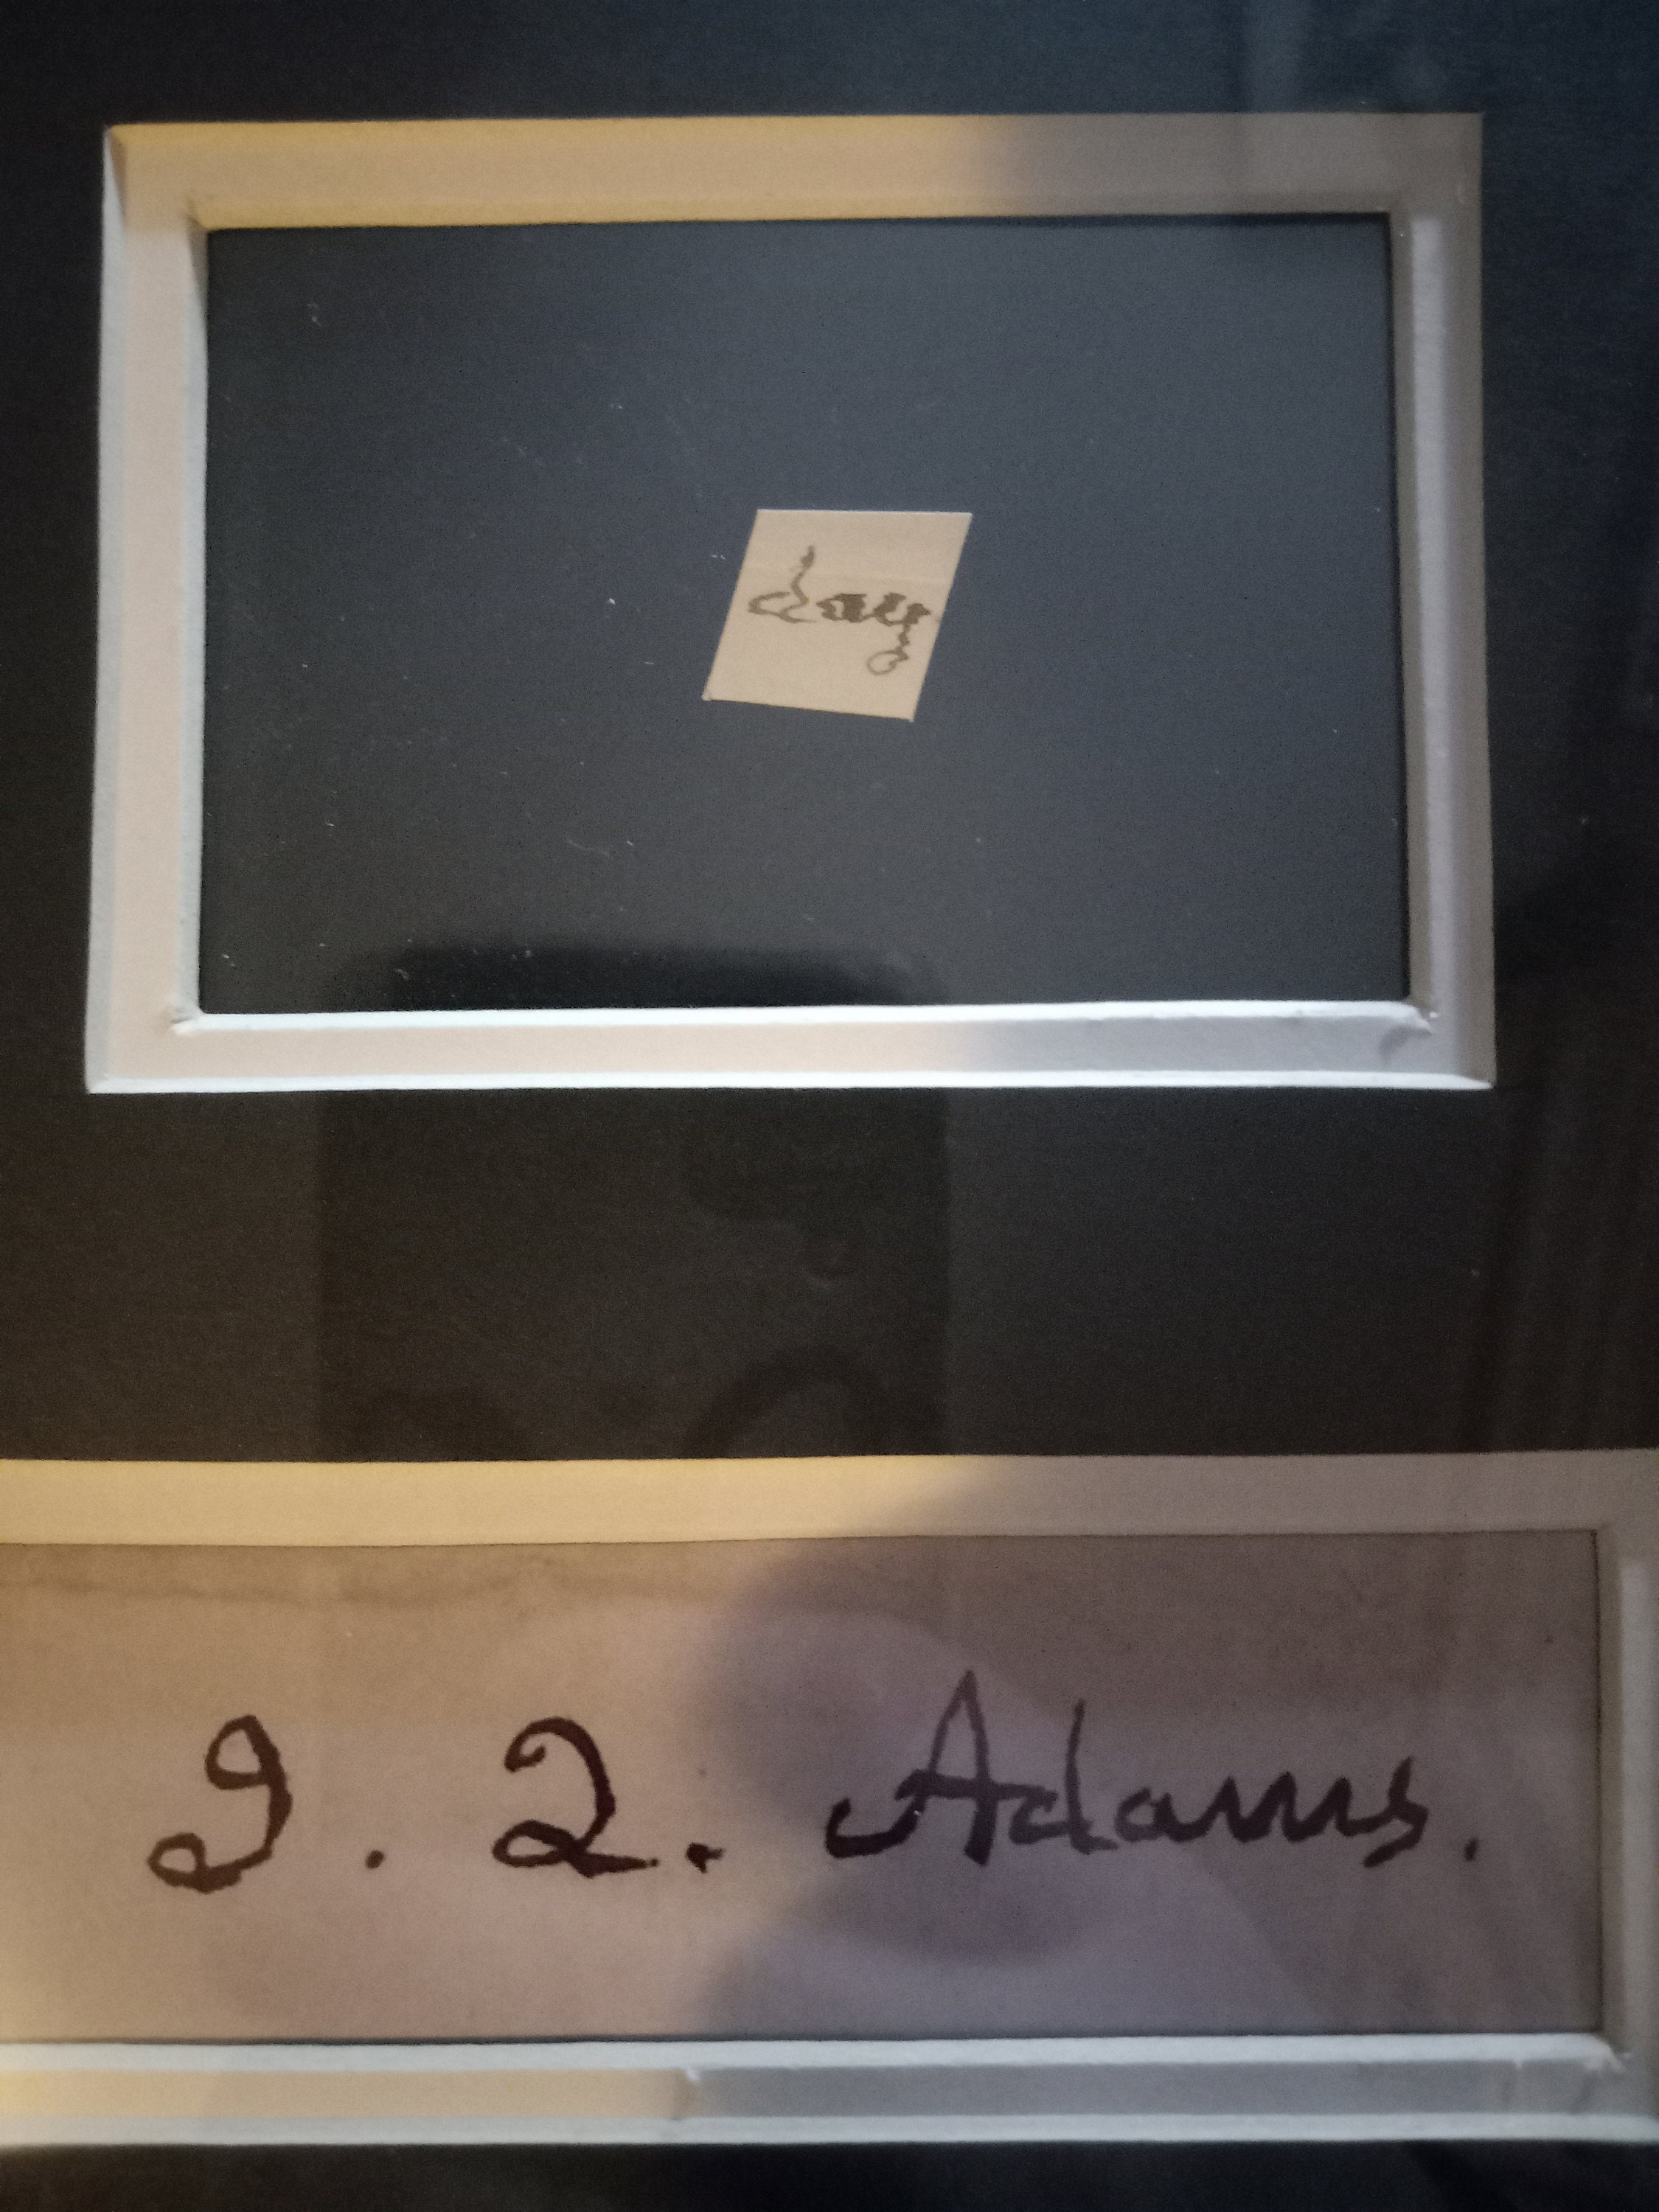 day
J. Q. Adams.